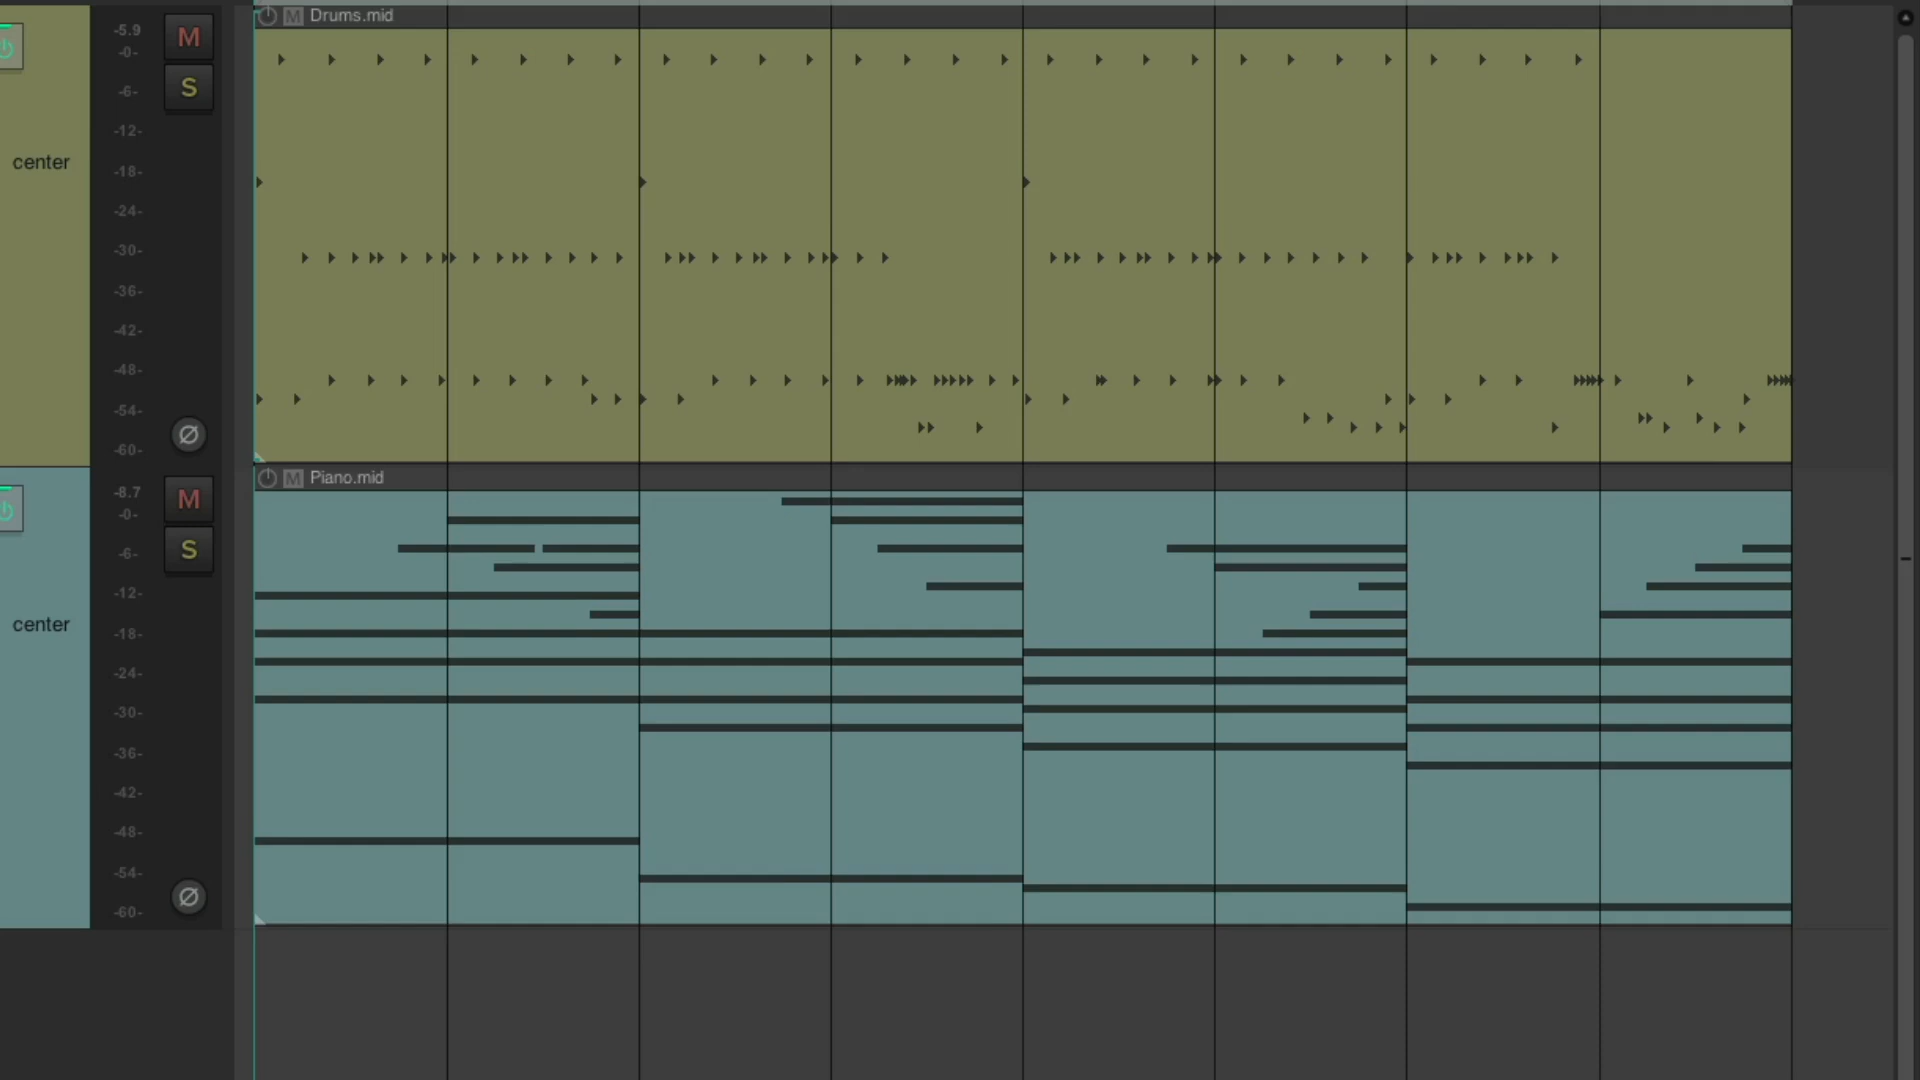 Drums.mid
M
-5.9
-0-
-6-
-12-
-18-
-24-
-30-
-36-
-42-
-48-
-54-
-60-
M
S
center
Piano.mid
M
-8.7
-0-
-6-
-12-
-18-
-24-
-30-
-36-
-42-
-48-
-54-
-60-
M
S
center